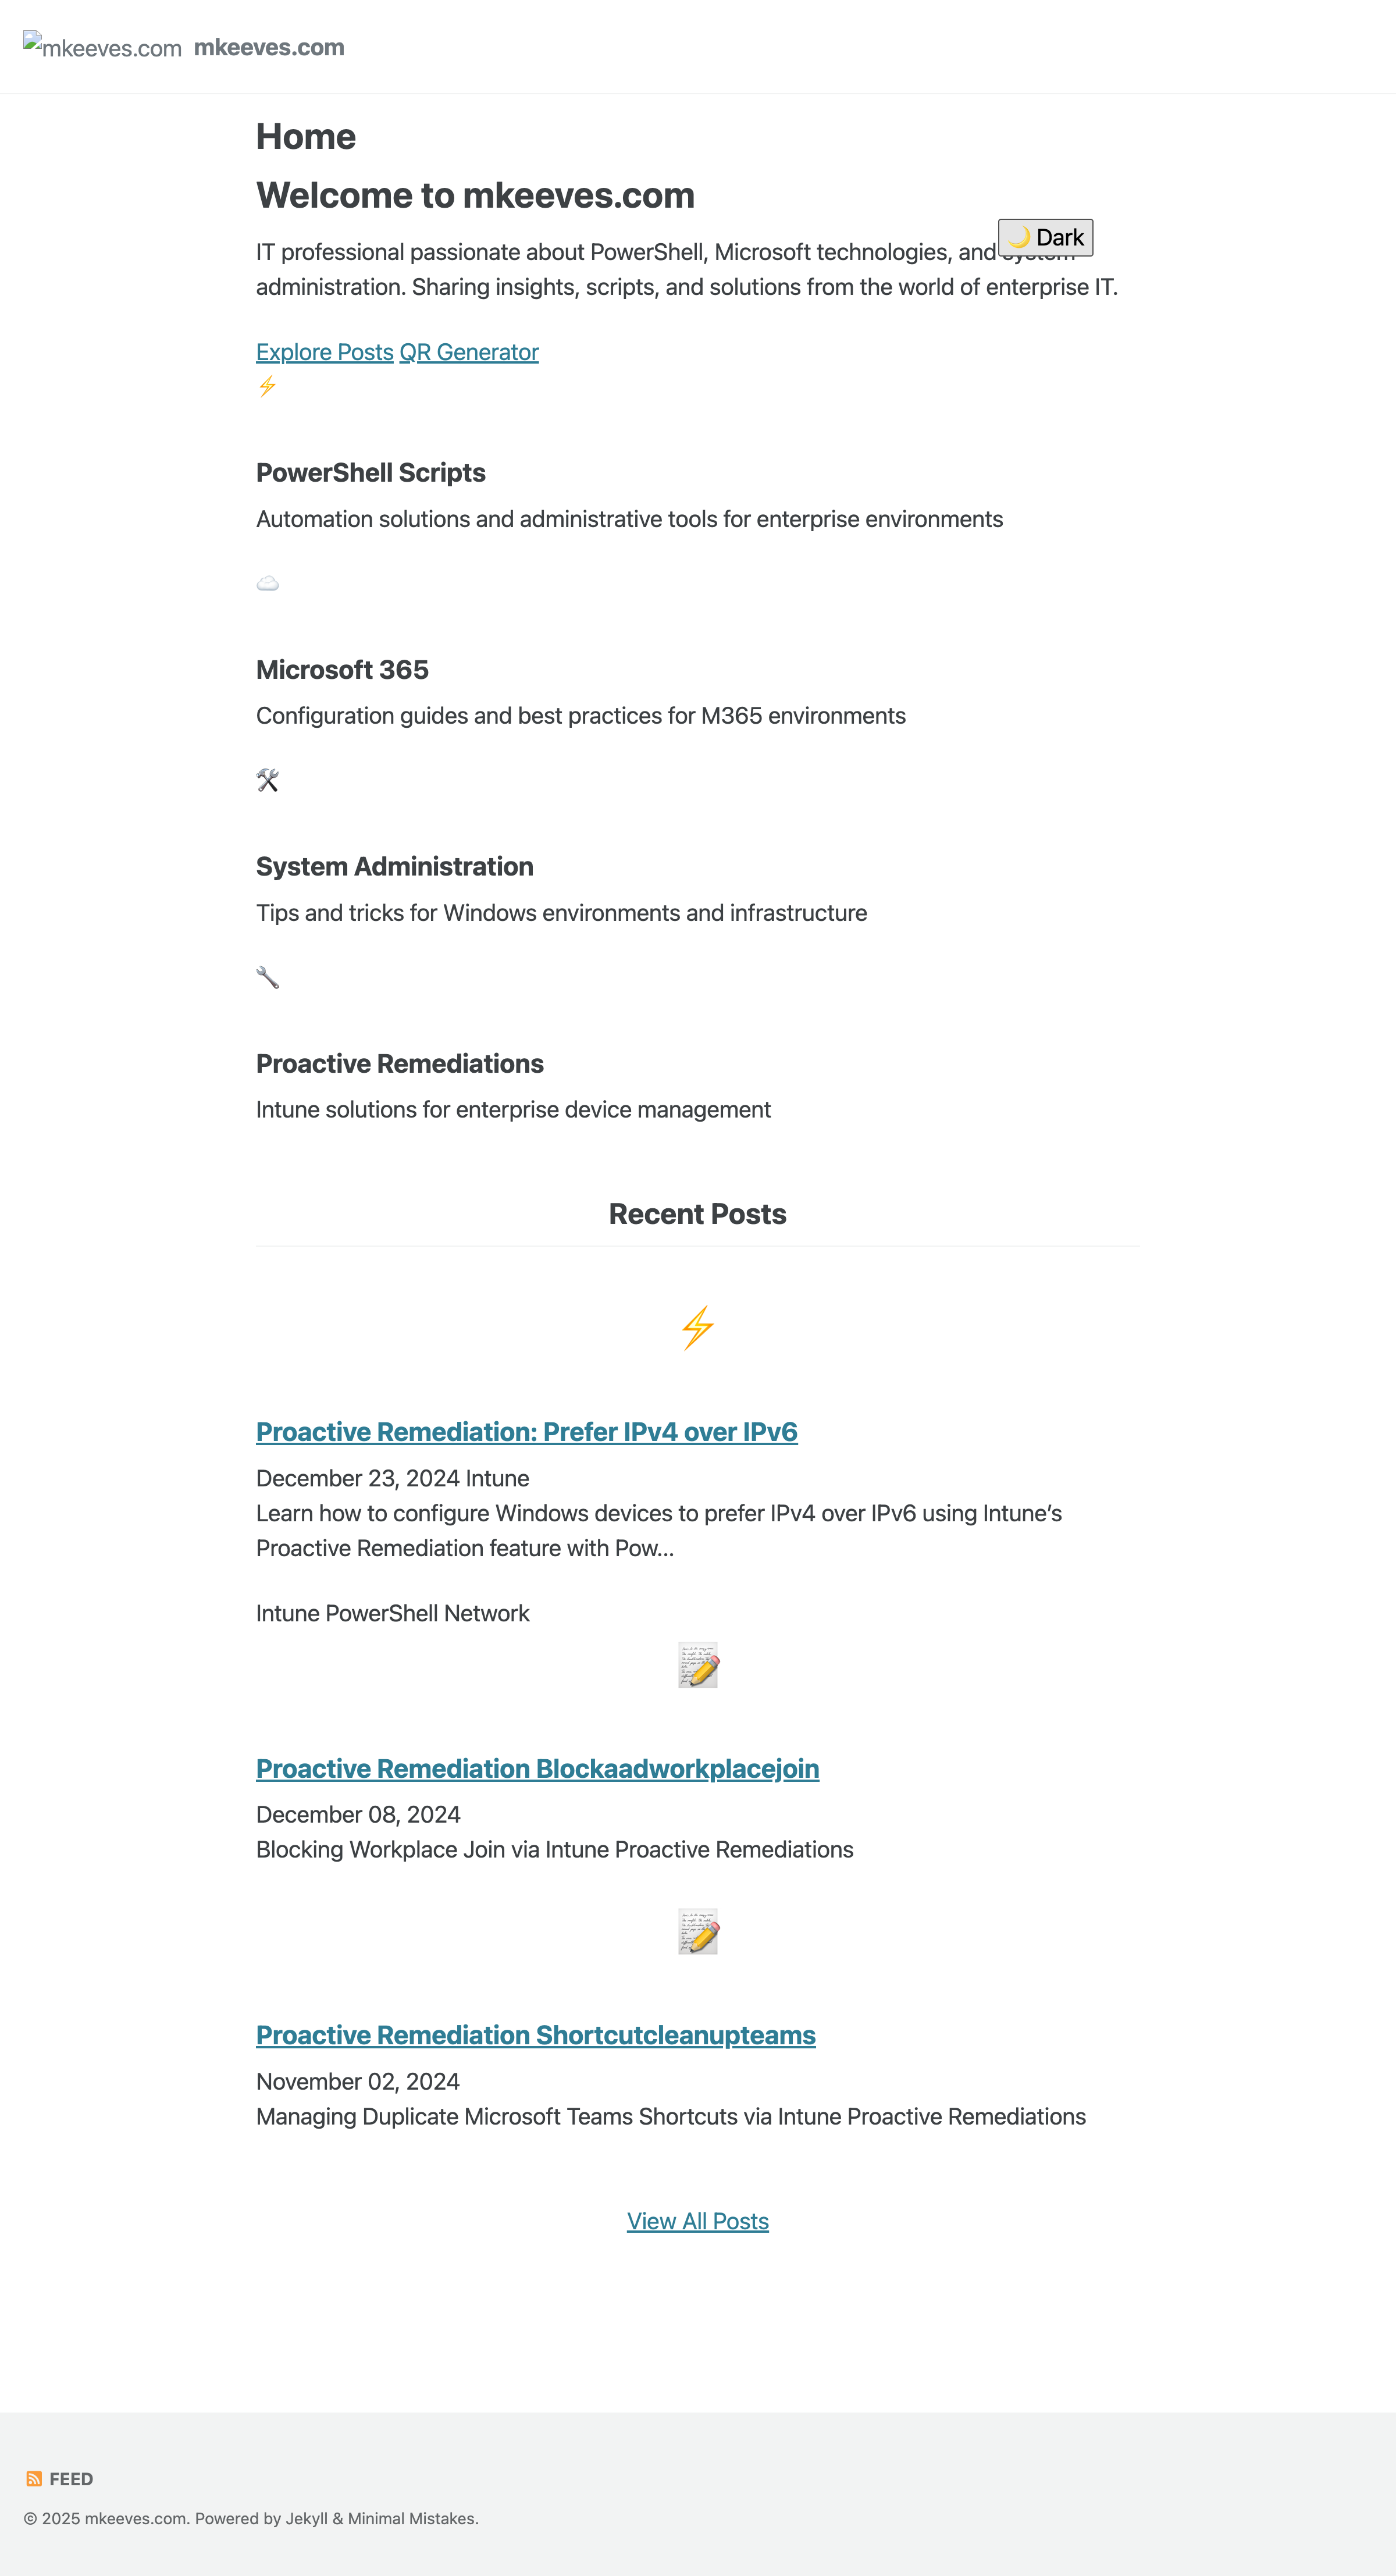 mkeeves.com mkeeves.com
Home
Welcome to mkeeves.com
🌙 Dark
IT professional passionate about PowerShell, Microsoft technologies, and system
administration. Sharing insights, scripts, and solutions from the world of enterprise IT.
Explore Posts QR Generator
PowerShell Scripts
Automation solutions and administrative tools for enterprise environments
Microsoft 365
Configuration guides and best practices for M365 environments
System Administration
Tips and tricks for Windows environments and infrastructure
Proactive Remediations
Intune solutions for enterprise device management
Recent Posts
Proactive Remediation: Prefer IPv4 over IPv6
December 23, 2024 Intune
Learn how to configure Windows devices to prefer IPv4 over IPv6 using Intune’s
Proactive Remediation feature with Pow...
Intune PowerShell Network
Proactive Remediation Blockaadworkplacejoin
December 08, 2024
Blocking Workplace Join via Intune Proactive Remediations
Proactive Remediation Shortcutcleanupteams
November 02, 2024
Managing Duplicate Microsoft Teams Shortcuts via Intune Proactive Remediations
View All Posts
FEED
© 2025 mkeeves.com. Powered by Jekyll & Minimal Mistakes.